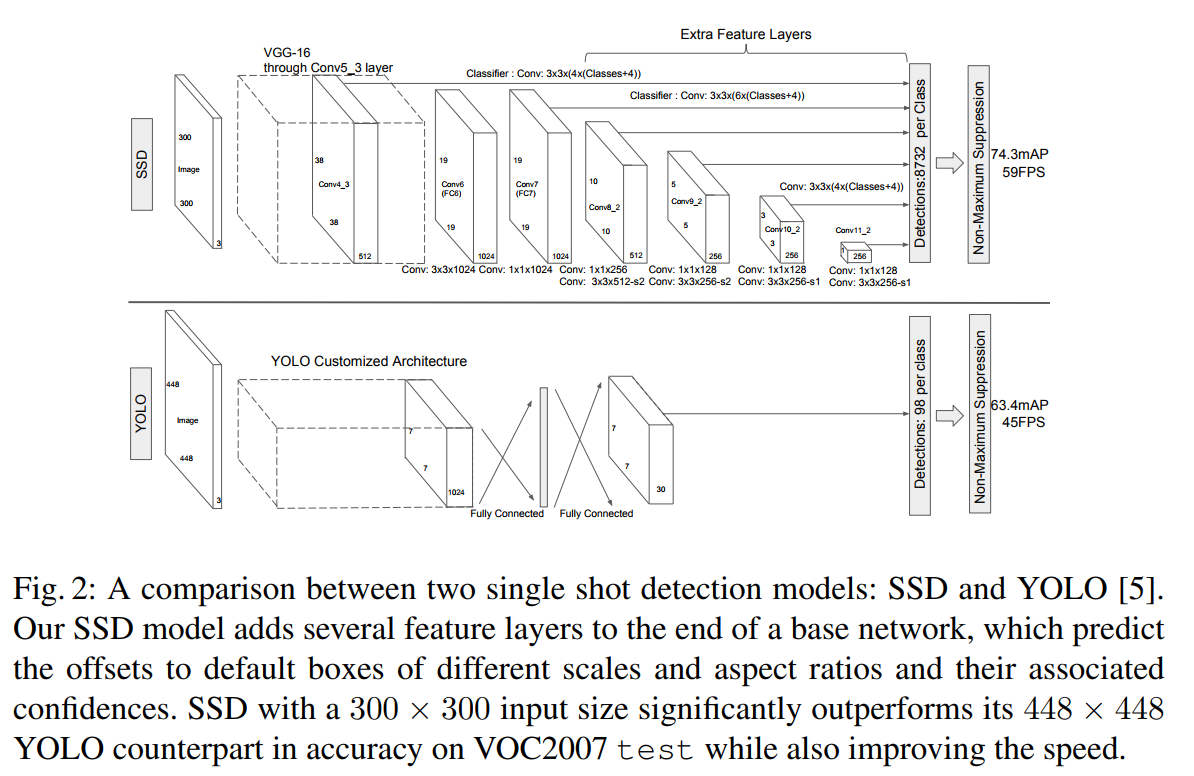 Extra Feature Layers
VGG-16
through Conv5_3 layer
Classifier : Conv: 3x3x(4x(Classes+4))
Classifier : Conv: 3x3x(6x(Classes+4))
SSD
300
Image
300
3
38
Conv4_3
38
512
19
Conv6
(FC6)
19
1024
19
Conv7
(FC7)
19
1024
10
Conv8_2
10
512
5
Conv9_2
5
256
Conv: 3x3x(4x(Classes+4))
3
Conv10_2
3
256
Conv11_2
1
256
Conv: 3x3x1024
Conv: 1x1x1024
Conv: 1x1x256
Conv: 3x3x512-s2
Conv: 1x1x128
Conv: 3x3x256-s2
Conv: 1x1x128
Conv: 3x3x256-s1
Conv: 1x1x128
Conv: 3x3x256-s1
Detections:8732 per Class
Non-Maximum Suppression
74.3mAP
59FPS
YOLO
448
Image
448
3
YOLO Customized Architecture
7
7
1024
Fully Connected
Fully Connected
7
7
30
Detections: 98 per class
Non-Maximum Suppression
63.4mAP
45FPS
Fig. 2: A comparison between two single shot detection models: SSD and YOLO [5].
Our SSD model adds several feature layers to the end of a base network, which predict
the offsets to default boxes of different scales and aspect ratios and their associated
confidences. SSD with a 300 × 300 input size significantly outperforms its 448 × 448
YOLO counterpart in accuracy on VOC2007 test while also improving the speed.